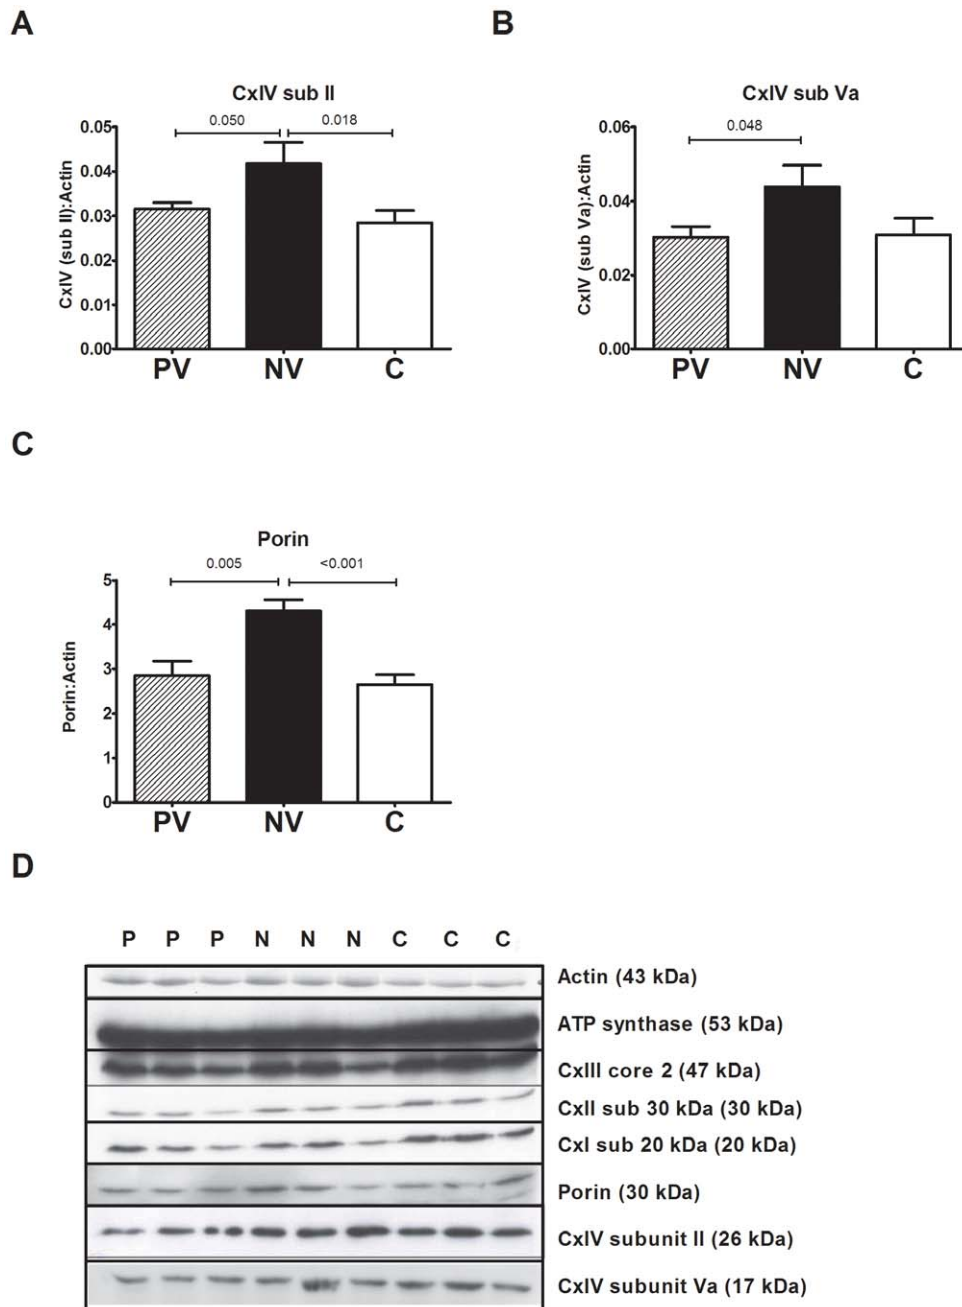 A
CxIV sub II
0.050
0.018
CxIV (sub II):Actin
0.05
0.04
0.03
0.02
0.01
0.00
PV NV C
B
CxIV sub Va
0.048
CxIV (sub Va):Actin
0.06
0.04
0.02
0.00
PV NV C
C
Porin
0.005
<0.001
Porin:Actin
5
4
3
2
1
0
PV NV C
D
P P P N N N C C C
Actin (43 kDa)
ATP synthase (53 kDa)
CxIII core 2 (47 kDa)
CxII sub 30 kDa (30 kDa)
CxI sub 20 kDa (20 kDa)
Porin (30 kDa)
CxIV subunit II (26 kDa)
CxIV subunit Va (17 kDa)